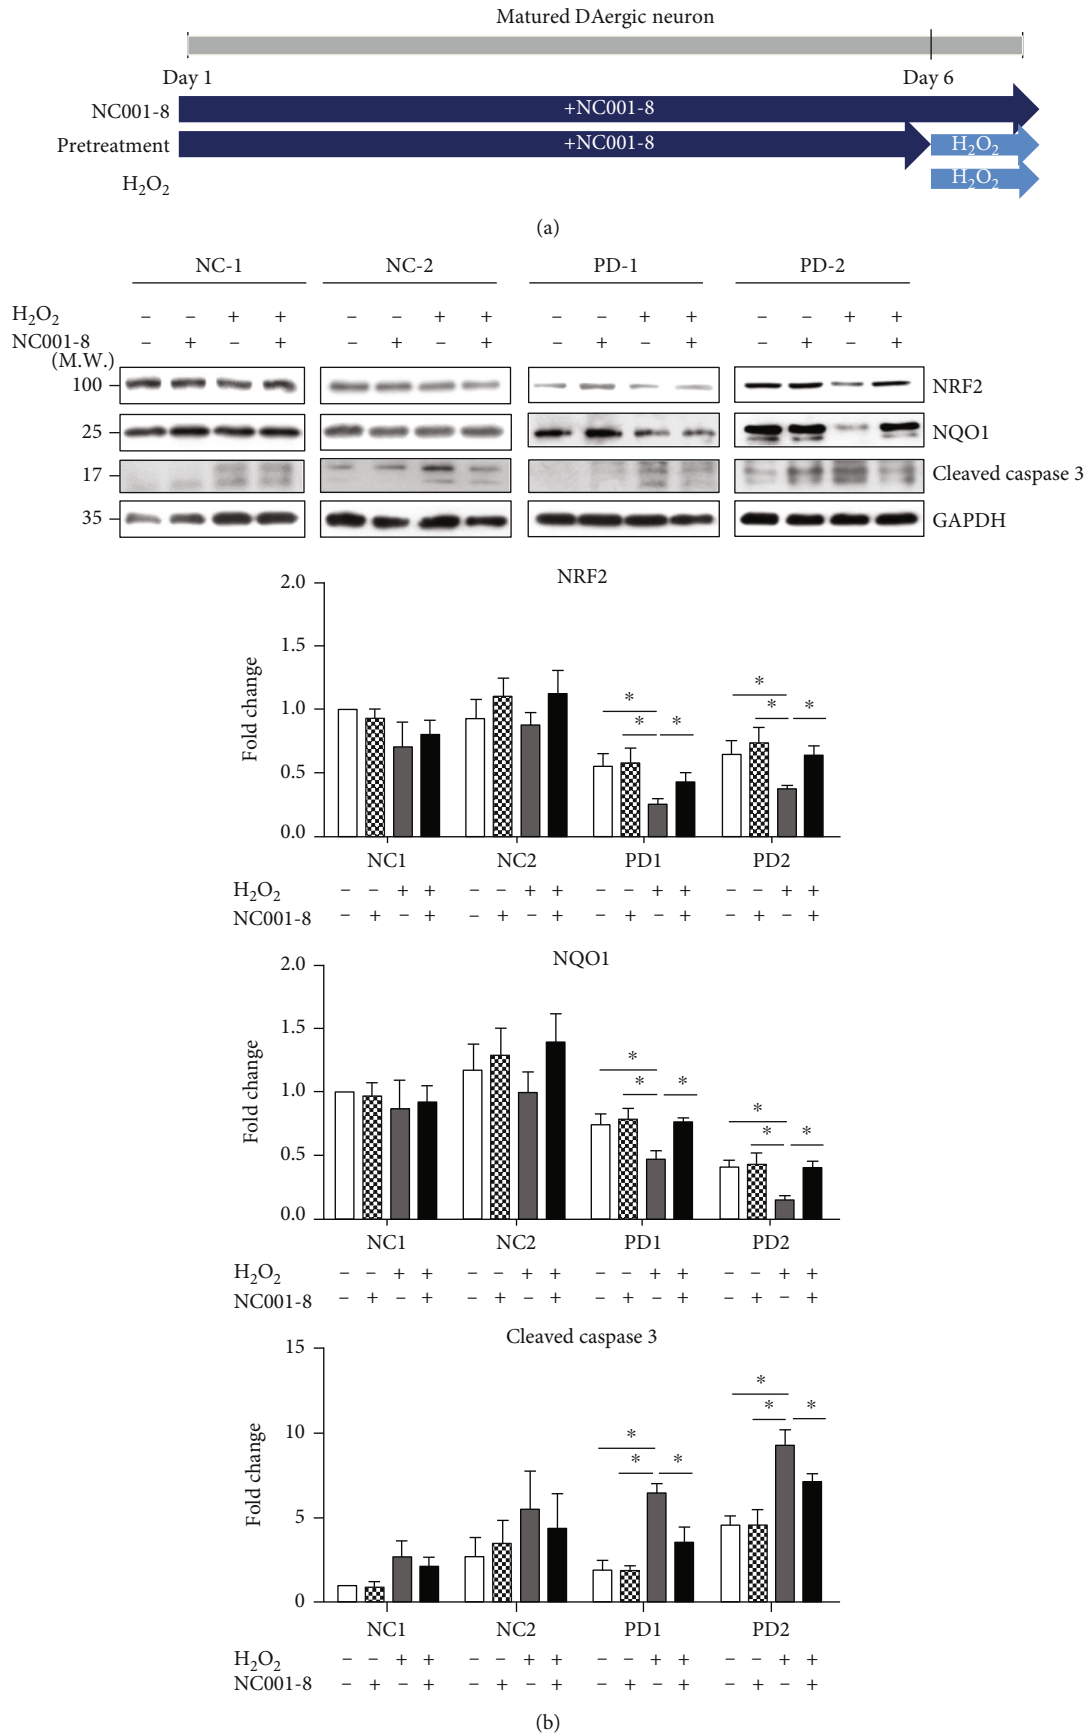 Matured DAergic neuron
Day 1 Day 6
NC001-8 +NC001-8
Pretreatment +NC001-8 H₂O₂
H₂O₂ H₂O₂
(a)
NC-1 NC-2 PD-1 PD-2
H₂O₂ – – + + – – + + – – + + – – + +
NC001-8 – + – + – + – + – + – + – + – +
(M.W.)
100 NRF2
25 NQO1
17 Cleaved caspase 3
35 GAPDH
NRF2
2.0
1.5
1.0
0.5
0.0
Fold change
* * * * * *
NC1 NC2 PD1 PD2
H₂O₂ – – + + – – + + – – + + – – + +
NC001-8 – + – + – + – + – + – + – + – +
NQO1
2.0
1.5
1.0
0.5
0.0
Fold change
* * * * * *
NC1 NC2 PD1 PD2
H₂O₂ – – + + – – + + – – + + – – + +
NC001-8 – + – + – + – + – + – + – + – +
Cleaved caspase 3
15
10
5
0
Fold change
* * * * * *
NC1 NC2 PD1 PD2
H₂O₂ – – + + – – + + – – + + – – + +
NC001-8 – + – + – + – + – + – + – + – +
(b)